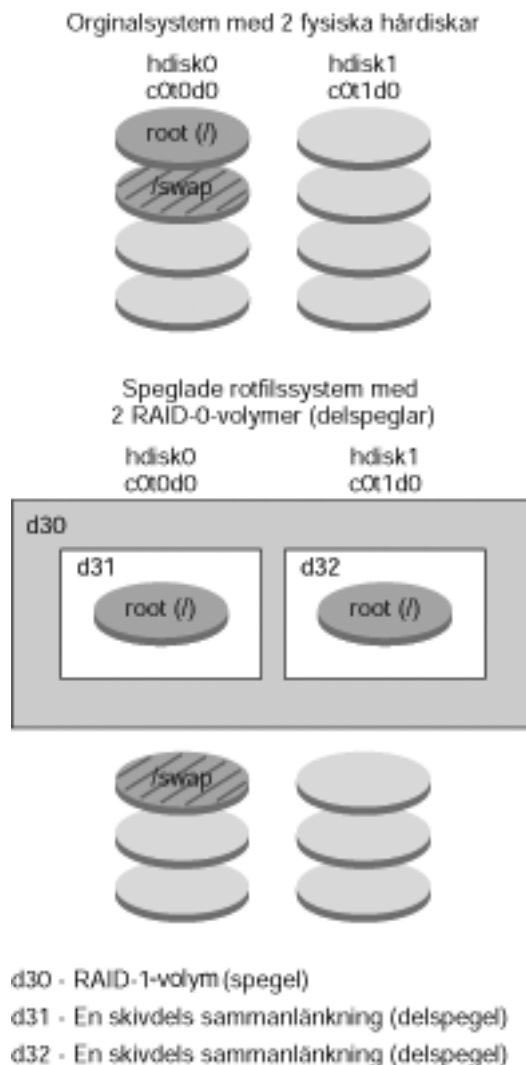 Orginalsystem med 2 fysiska hårdiskar
hdisk0 hdisk1
c0t0d0 c0t1d0
root (/)
/swap
Speglade rotfilssystem med
2 RAID-0-volymer (delspeglar)
hdisk0 hdisk1
c0t0d0 c0t1d0
d30
d31 d32
root (/) root (/)
/swap
d30 - RAID-1-volym (spegel)
d31 - En skivdels sammanlänkning (delspegel)
d32 - En skivdels sammanlänkning (delspegel)